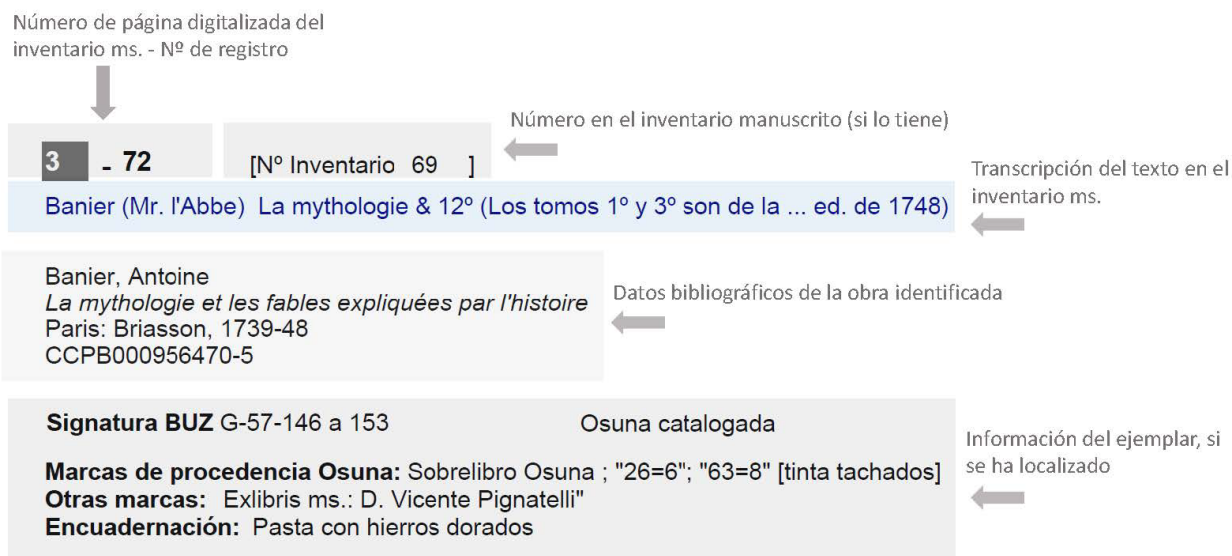 Número de página digitalizada del
inventario ms. - Nº de registro
Número en el inventario manuscrito (si lo tiene)
3 - 72 [Nº Inventario 69 ]
Transcripción del texto en el
inventario ms.
Banier (Mr. l'Abbe) La mythologie & 12º (Los tomos 1º y 3º son de la ... ed. de 1748)
Banier, Antoine
La mythologie et les fables expliquées par l'histoire
Paris: Briasson, 1739-48
CCPB000956470-5
Datos bibliográficos de la obra identificada
Signatura BUZ G-57-146 a 153 Osuna catalogada
Marcas de procedencia Osuna: Sobrelibro Osuna ; "26=6"; "63=8" [tinta tachados]
Otras marcas: Exlibris ms.: D. Vicente Pignatelli"
Encuadernación: Pasta con hierros dorados
Información del ejemplar, si
se ha localizado